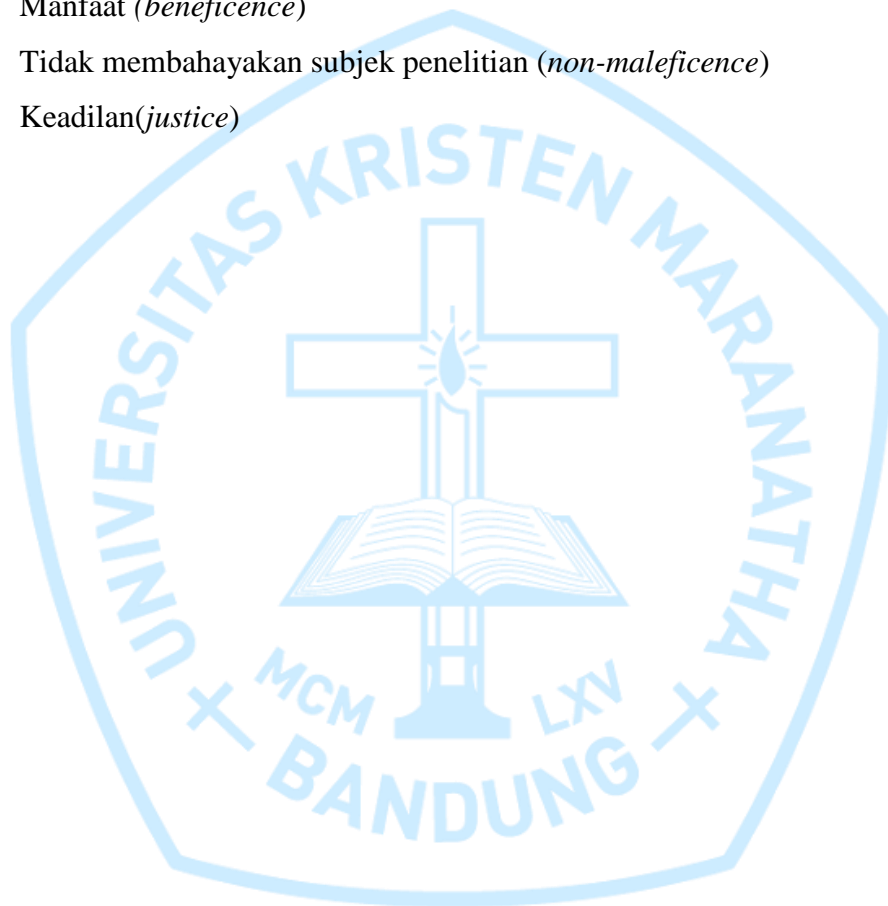 Manfaat (beneficence)
Tidak membahayakan subjek penelitian (non-maleficence)
Keadilan(justice)
UNIVERSITAS KRISTEN MARANATHA
MCM LXV
BANDUNG